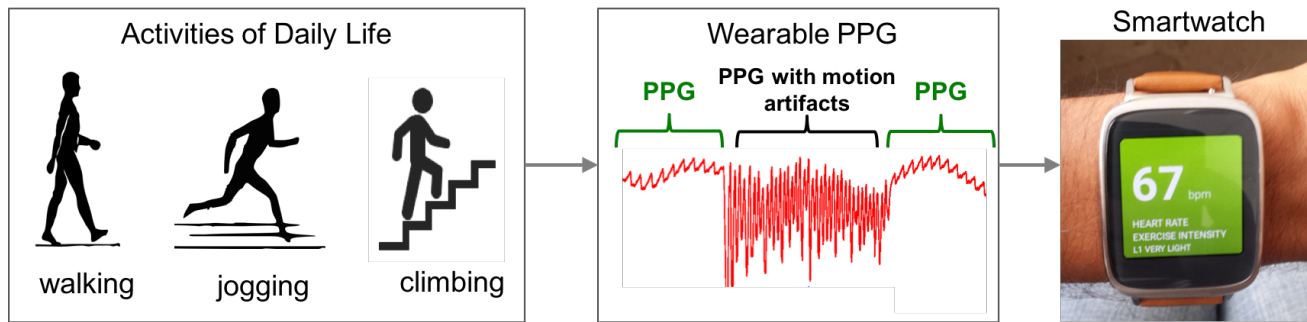 Activities of Daily Life
walking
jogging
climbing
Wearable PPG
PPG
PPG with motion
artifacts
PPG
Smartwatch
67 bpm
HEART RATE
EXERCISE INTENSITY
L1 VERY LIGHT